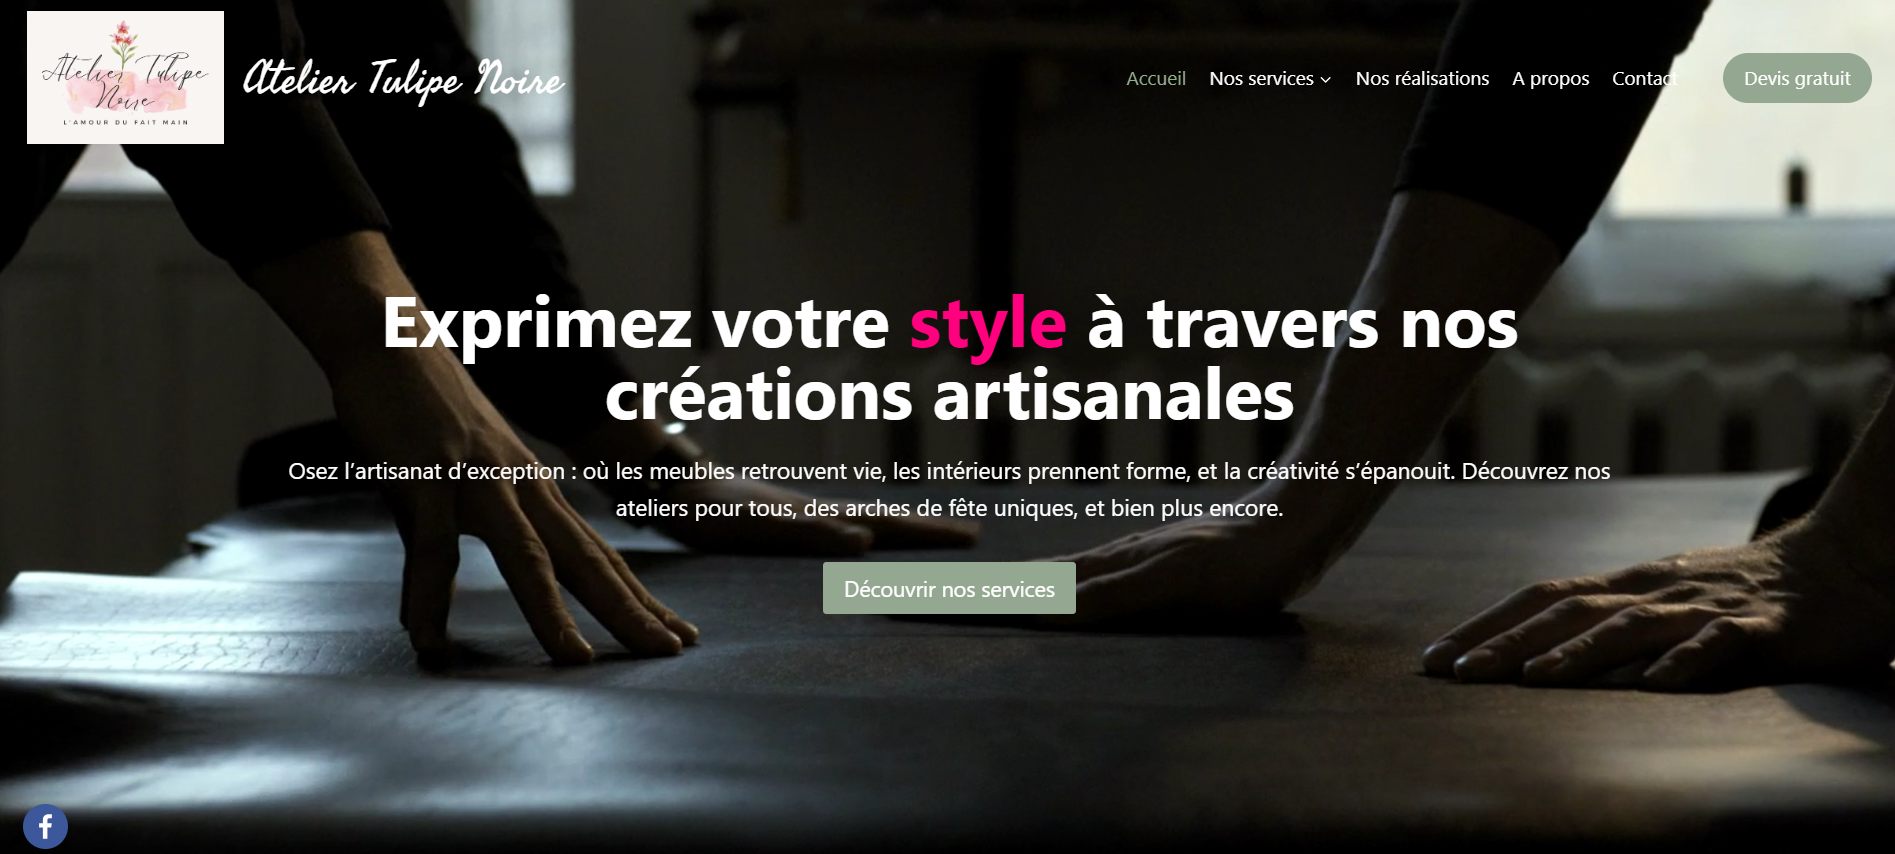 Atelier Tulipe
Noire
L'AMOUR DU FAIT MAIN
Atelier Tulipe Noire
Accueil Nos services Nos réalisations A propos Contact Devis gratuit
Exprimez votre style à travers nos
créations artisanales
Osez l’artisanat d’exception : où les meubles retrouvent vie, les intérieurs prennent forme, et la créativité s’épanouit. Découvrez nos
ateliers pour tous, des arches de fête uniques, et bien plus encore.
Découvrir nos services